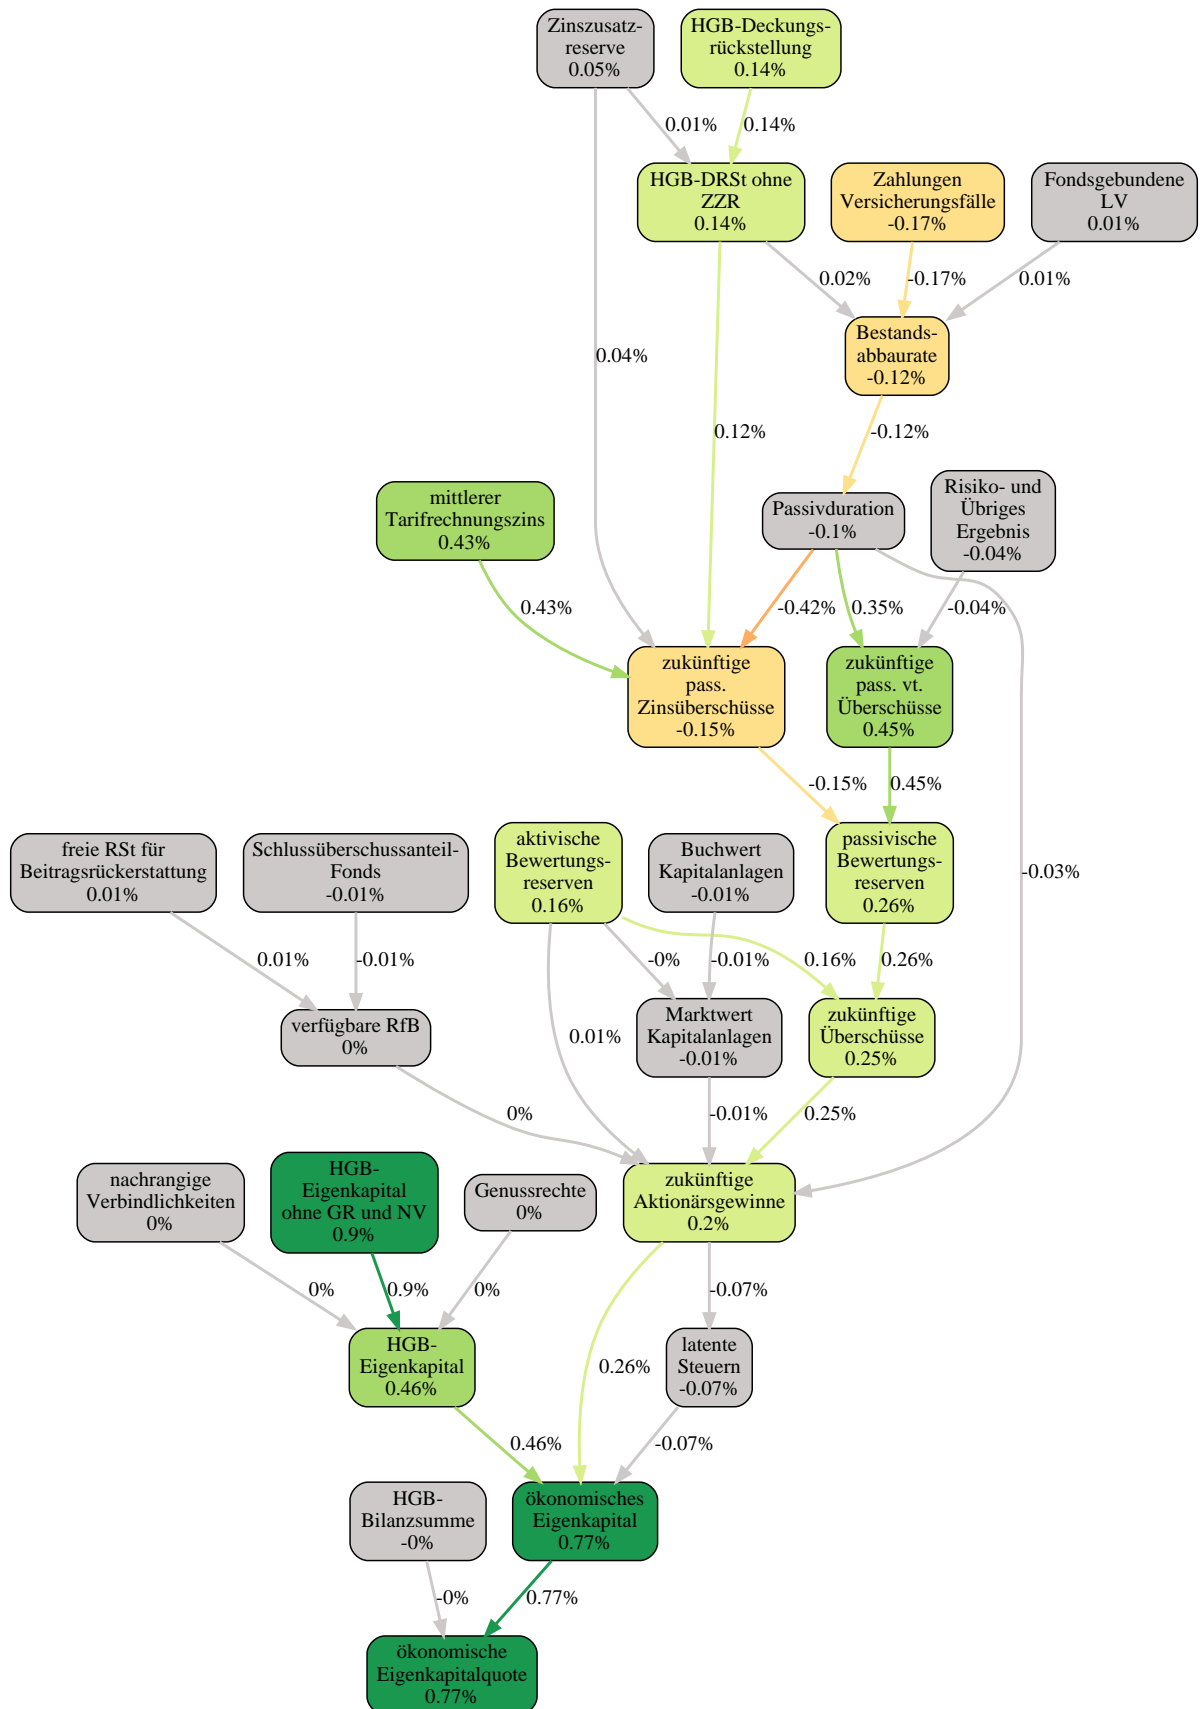 Zinszusatz-
reserve
0.05%
HGB-Deckungs-
rückstellung
0.14%
0.01%
0.14%
HGB-DRSt ohne
ZZR
0.14%
Zahlungen
Versicherungsfälle
-0.17%
Fondsgebundene
LV
0.01%
0.02%
-0.17%
0.01%
Bestands-
abbaurate
-0.12%
0.04%
0.12%
-0.12%
mittlerer
Tarifrechnungszins
0.43%
Passivduration
-0.1%
Risiko- und
Übriges
Ergebnis
-0.04%
0.43%
-0.42%
0.35%
-0.04%
zukünftige
pass.
Zinsüberschüsse
-0.15%
zukünftige
pass. vt.
Überschüsse
0.45%
-0.15%
0.45%
freie RSt für
Beitragsrückerstattung
0.01%
Schlussüberschussanteil-
Fonds
-0.01%
aktivische
Bewertungs-
reserven
0.16%
Buchwert
Kapitalanlagen
-0.01%
passivische
Bewertungs-
reserven
0.26%
-0.03%
0.01%
-0.01%
-0%
-0.01%
0.16%
0.26%
verfügbare RfB
0%
0.01%
Marktwert
Kapitalanlagen
-0.01%
zukünftige
Überschüsse
0.25%
0%
-0.01%
0.25%
nachrangige
Verbindlichkeiten
0%
HGB-
Eigenkapital
ohne GR und NV
0.9%
Genussrechte
0%
zukünftige
Aktionärsgewinne
0.2%
0%
0.9%
0%
-0.07%
HGB-
Eigenkapital
0.46%
0.26%
latente
Steuern
-0.07%
0.46%
-0.07%
HGB-
Bilanzsumme
-0%
ökonomisches
Eigenkapital
0.77%
-0%
0.77%
ökonomische
Eigenkapitalquote
0.77%